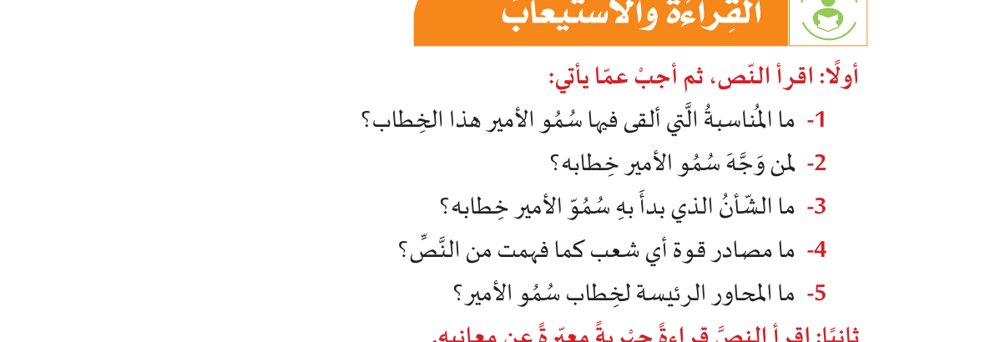 القِراءَةُ والاستيعابُ
أولًا: اقرأ النّص، ثم أجبْ عمّا يأتي:
1- ما المُناسبةُ الَّتي ألقى فيها سُمُو الأمير هذا الخِطاب؟
2- لمن وَجَّهَ سُمُو الأمير خِطابه؟
3- ما الشّأنُ الذي بدأَ بهِ سُمُوّ الأمير خِطابه؟
4- ما مصادر قوة أي شعب كما فهمت من النَّصِّ؟
5- ما المحاور الرئيسة لخِطاب سُمُو الأمير؟
ثانيًا: اقرأ النصَّ قراءةً جهْريةً معبّرةً عن معانيه.